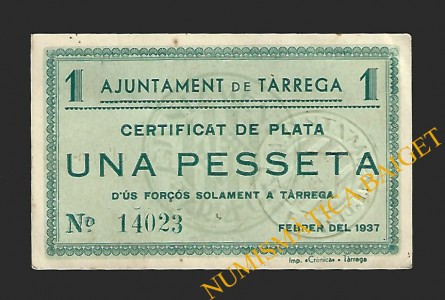 1 AJUNTAMENT DE TÀRREGA 1
CERTIFICAT DE PLATA
UNA PESSETA
D'ÚS FORÇÓS SOLAMENT A TÀRREGA
Nº 14023
FEBRER DEL 1937
Imp. «Crònica» - Tàrrega
NUMISMÀTICA BAIGET